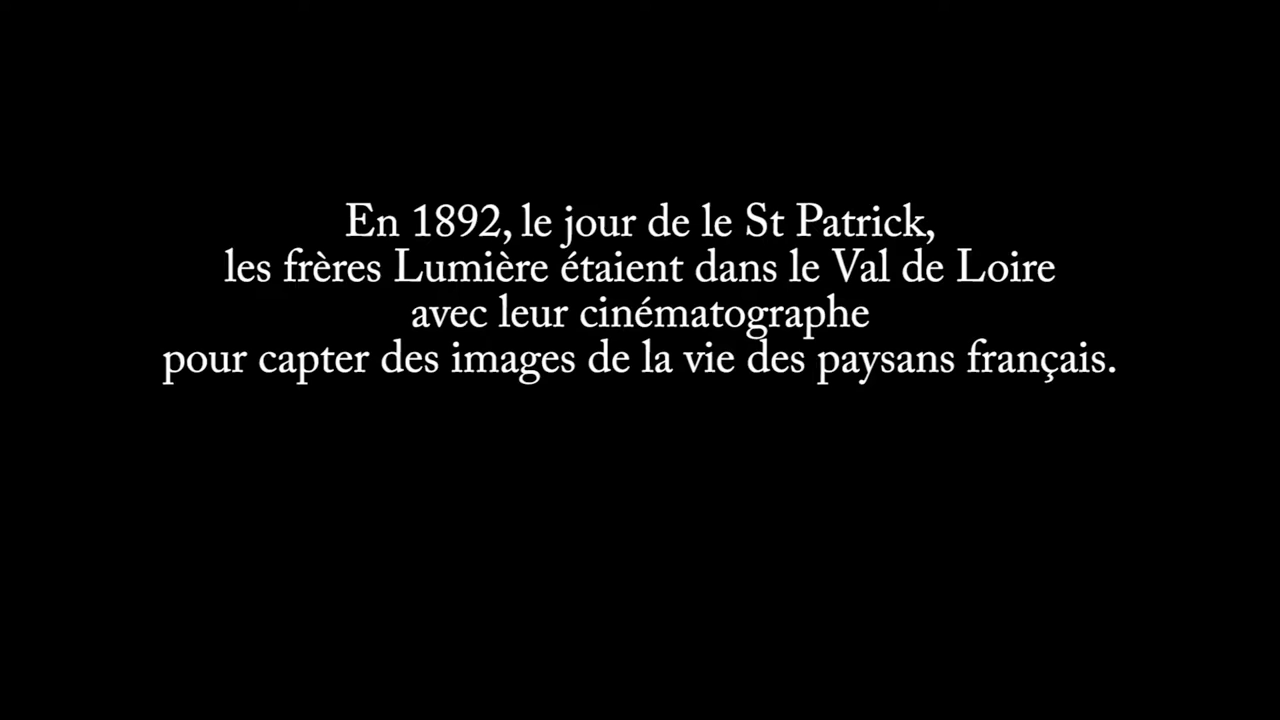 En 1892, le jour de le St Patrick,
les frères Lumière étaient dans le Val de Loire
avec leur cinématographe
pour capter des images de la vie des paysans français.